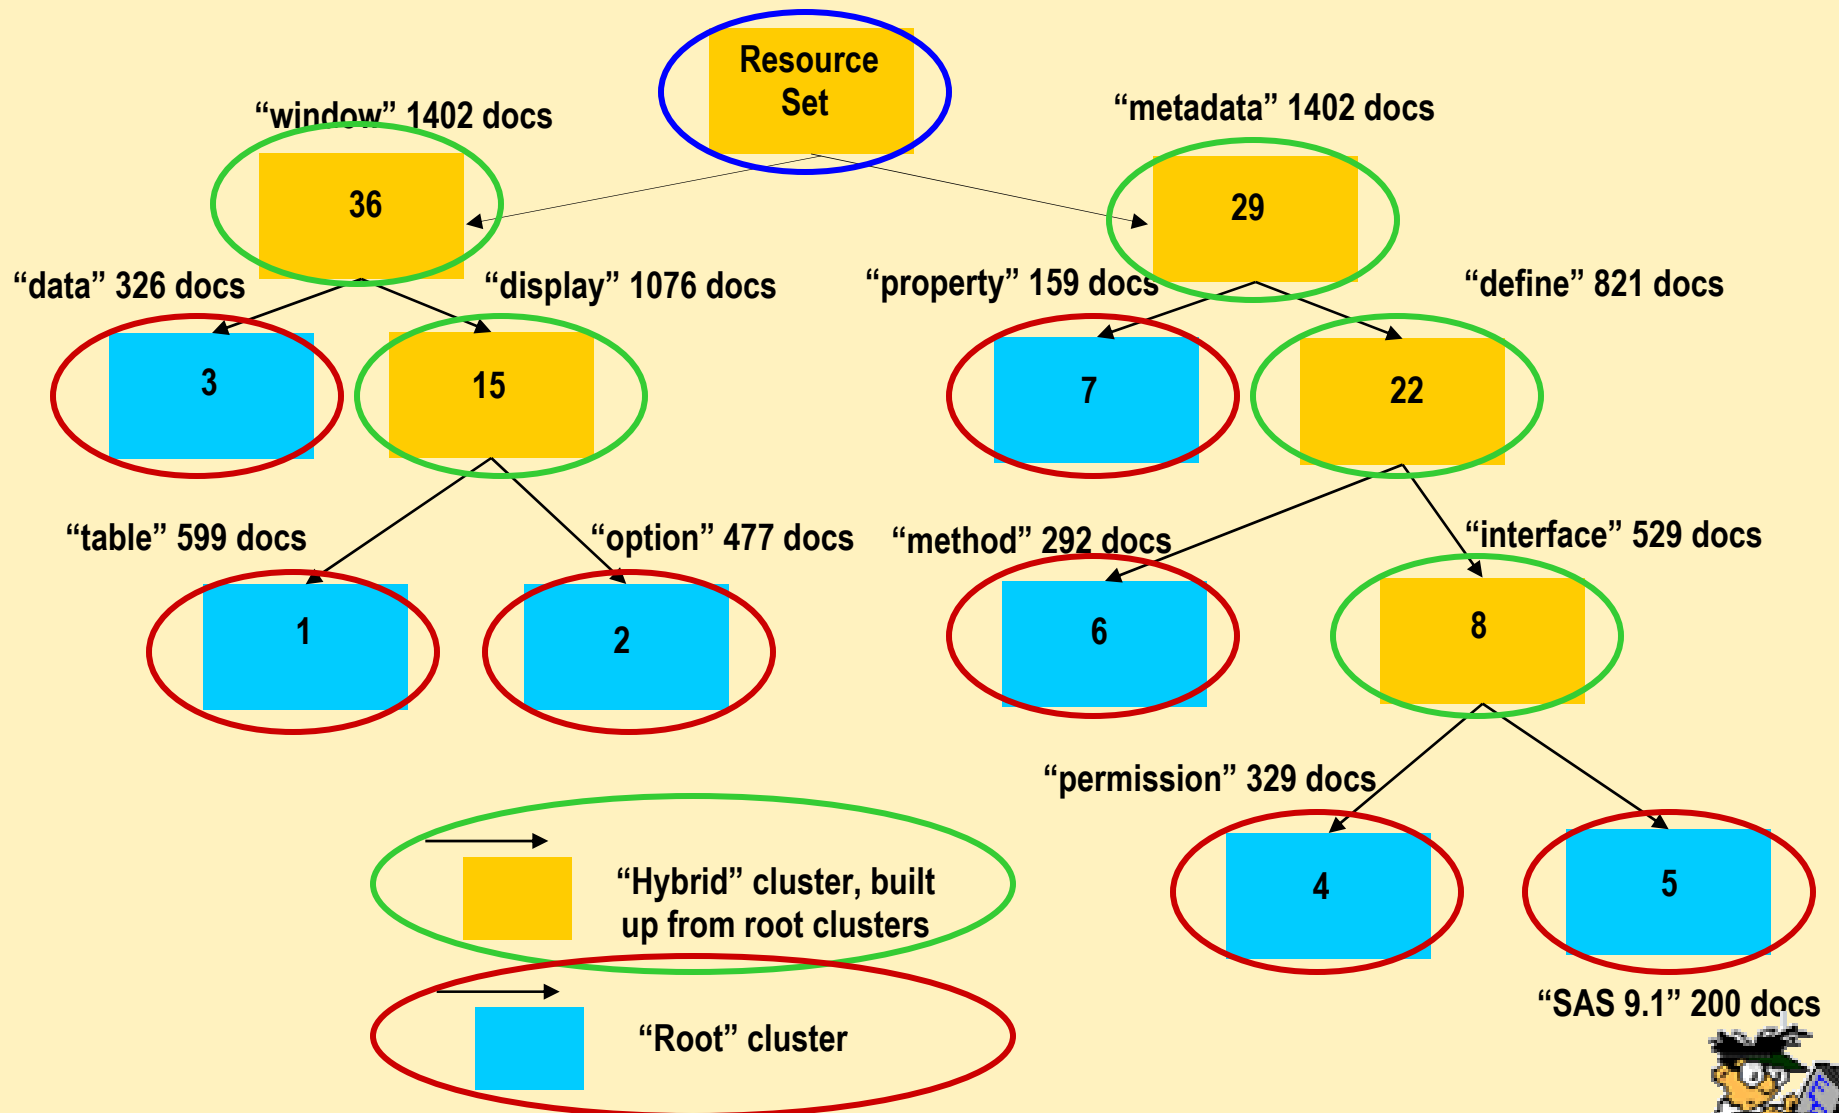 Resource
Set
“window” 1402 docs
“metadata” 1402 docs
36
29
“data” 326 docs
“display” 1076 docs
“property” 159 docs
“define” 821 docs
3
15
7
22
“table” 599 docs
“option” 477 docs
“method” 292 docs
“interface” 529 docs
1
2
6
8
“permission” 329 docs
4
5
“SAS 9.1” 200 docs
“Hybrid” cluster, built
up from root clusters
“Root” cluster